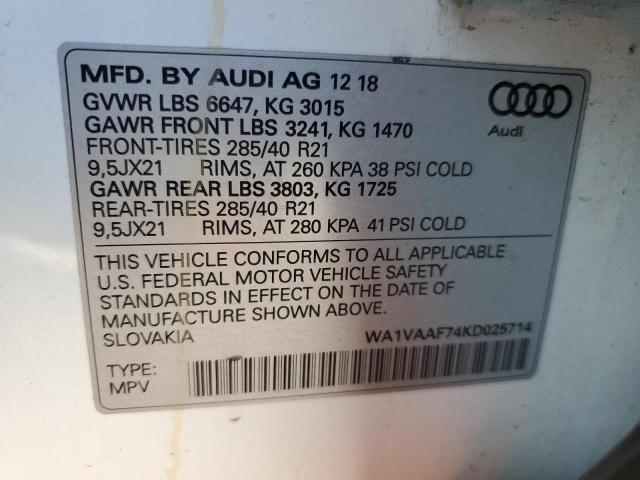 MFD. BY AUDI AG 12 18
GVWR LBS 6647, KG 3015
GAWR FRONT LBS 3241, KG 1470
FRONT-TIRES 285/40 R21
9,5JX21 RIMS, AT 260 KPA 38 PSI COLD
GAWR REAR LBS 3803, KG 1725
REAR-TIRES 285/40 R21
9,5JX21 RIMS, AT 280 KPA 41 PSI COLD
Audi
THIS VEHICLE CONFORMS TO ALL APPLICABLE
U.S. FEDERAL MOTOR VEHICLE SAFETY
STANDARDS IN EFFECT ON THE DATE OF
MANUFACTURE SHOWN ABOVE.
SLOVAKIA
WA1VAAF74KD025714
TYPE:
MPV